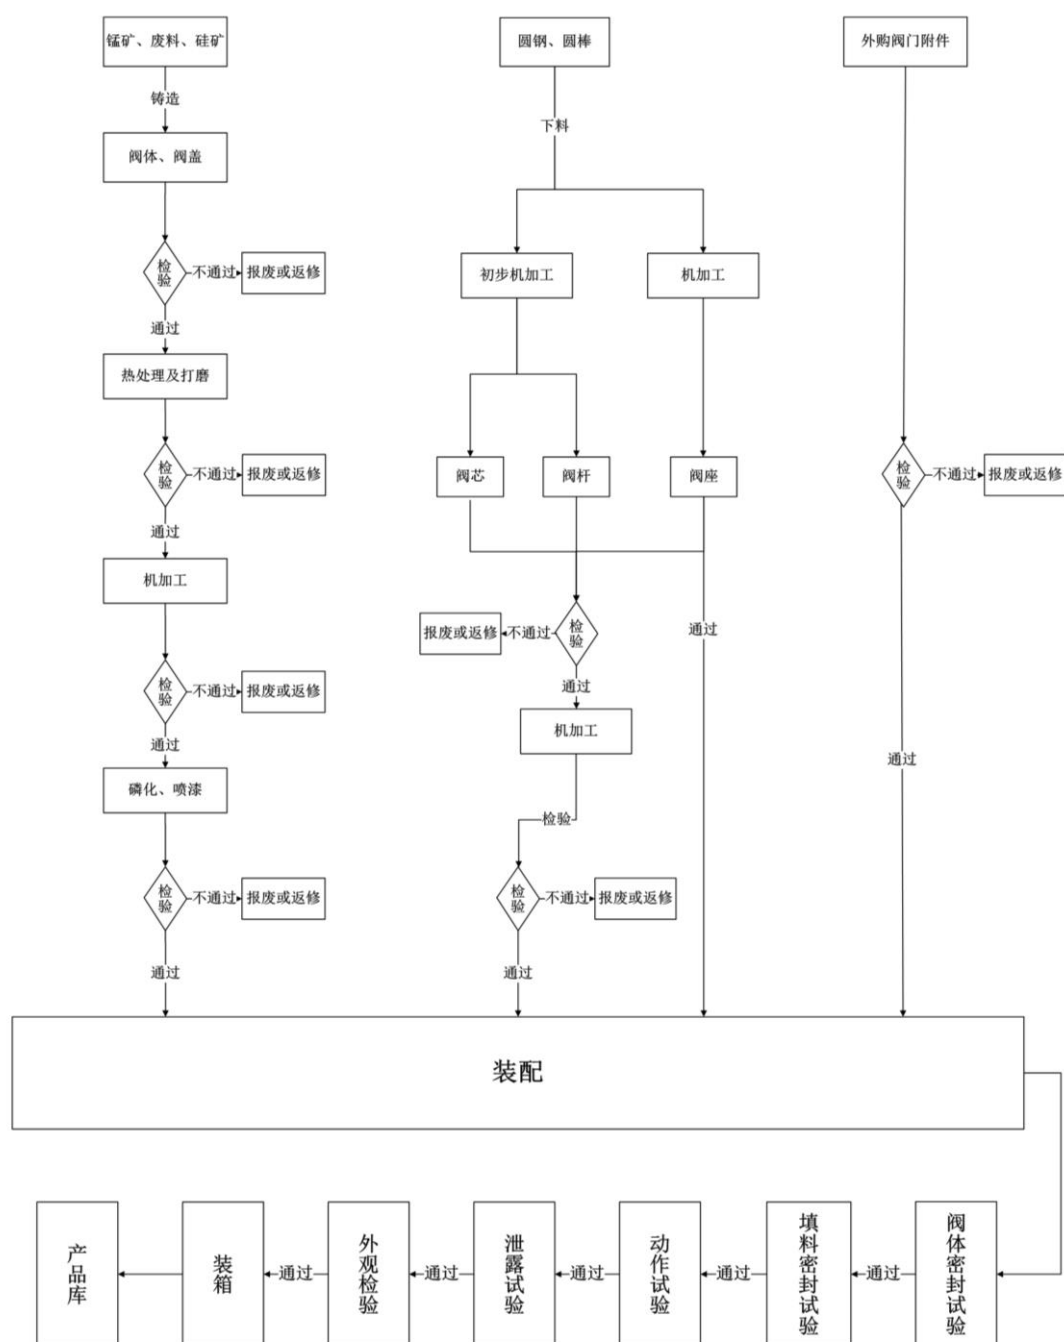 锰矿、废料、硅矿
圆钢、圆棒
外购阀门附件
铸造
下料
阀体、阀盖
检验
不通过
报废或返修
初步机加工
机加工
通过
热处理及打磨
检验
不通过
报废或返修
阀芯
阀杆
阀座
检验
不通过
报废或返修
通过
机加工
报废或返修
不通过
检验
通过
检验
不通过
报废或返修
通过
机加工
通过
通过
磷化、喷漆
检验
检验
不通过
报废或返修
检验
不通过
报废或返修
通过
通过
装配
产品库
装箱
通过
外观检验
通过
泄露试验
通过
动作试验
通过
填料密封试验
通过
阀体密封试验